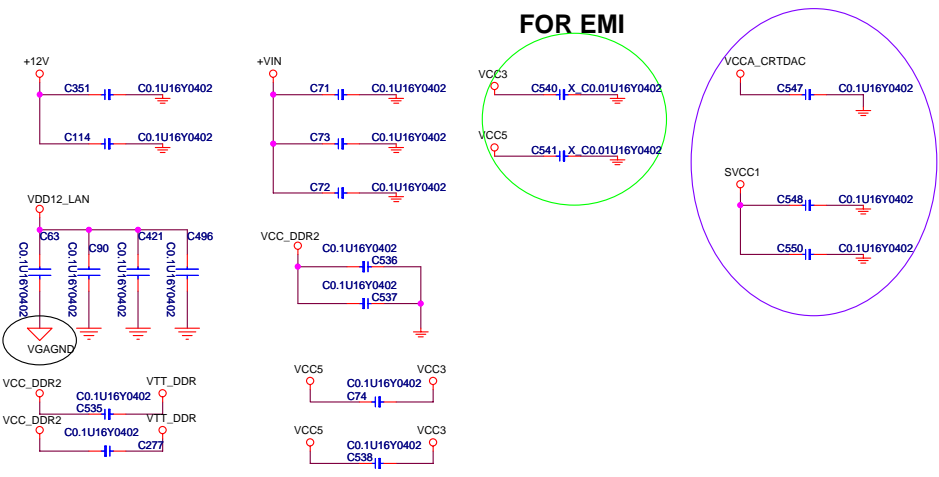 FOR EMI
+12V
C351 C0.1U16Y0402
C114 C0.1U16Y0402
+VIN
C71 C0.1U16Y0402
C73 C0.1U16Y0402
C72 C0.1U16Y0402
VCC3
C540 X_C0.01U16Y0402
VCC5
C541 X_C0.01U16Y0402
VCCA_CRTDAC
C547 C0.1U16Y0402
SVCC1
C548 C0.1U16Y0402
C550 C0.1U16Y0402
VDD12_LAN
C63 C90 C421 C496
C0.1U16Y0402 C0.1U16Y0402 C0.1U16Y0402 C0.1U16Y0402
VGAGND
VCC_DDR2
C0.1U16Y0402
C536
C0.1U16Y0402
C537
VCC_DDR2 VTT_DDR
C0.1U16Y0402
C535
VCC_DDR2 VTT_DDR
C0.1U16Y0402
C277
VCC5 VCC3
C0.1U16Y0402
C74
VCC5 VCC3
C0.1U16Y0402
C538